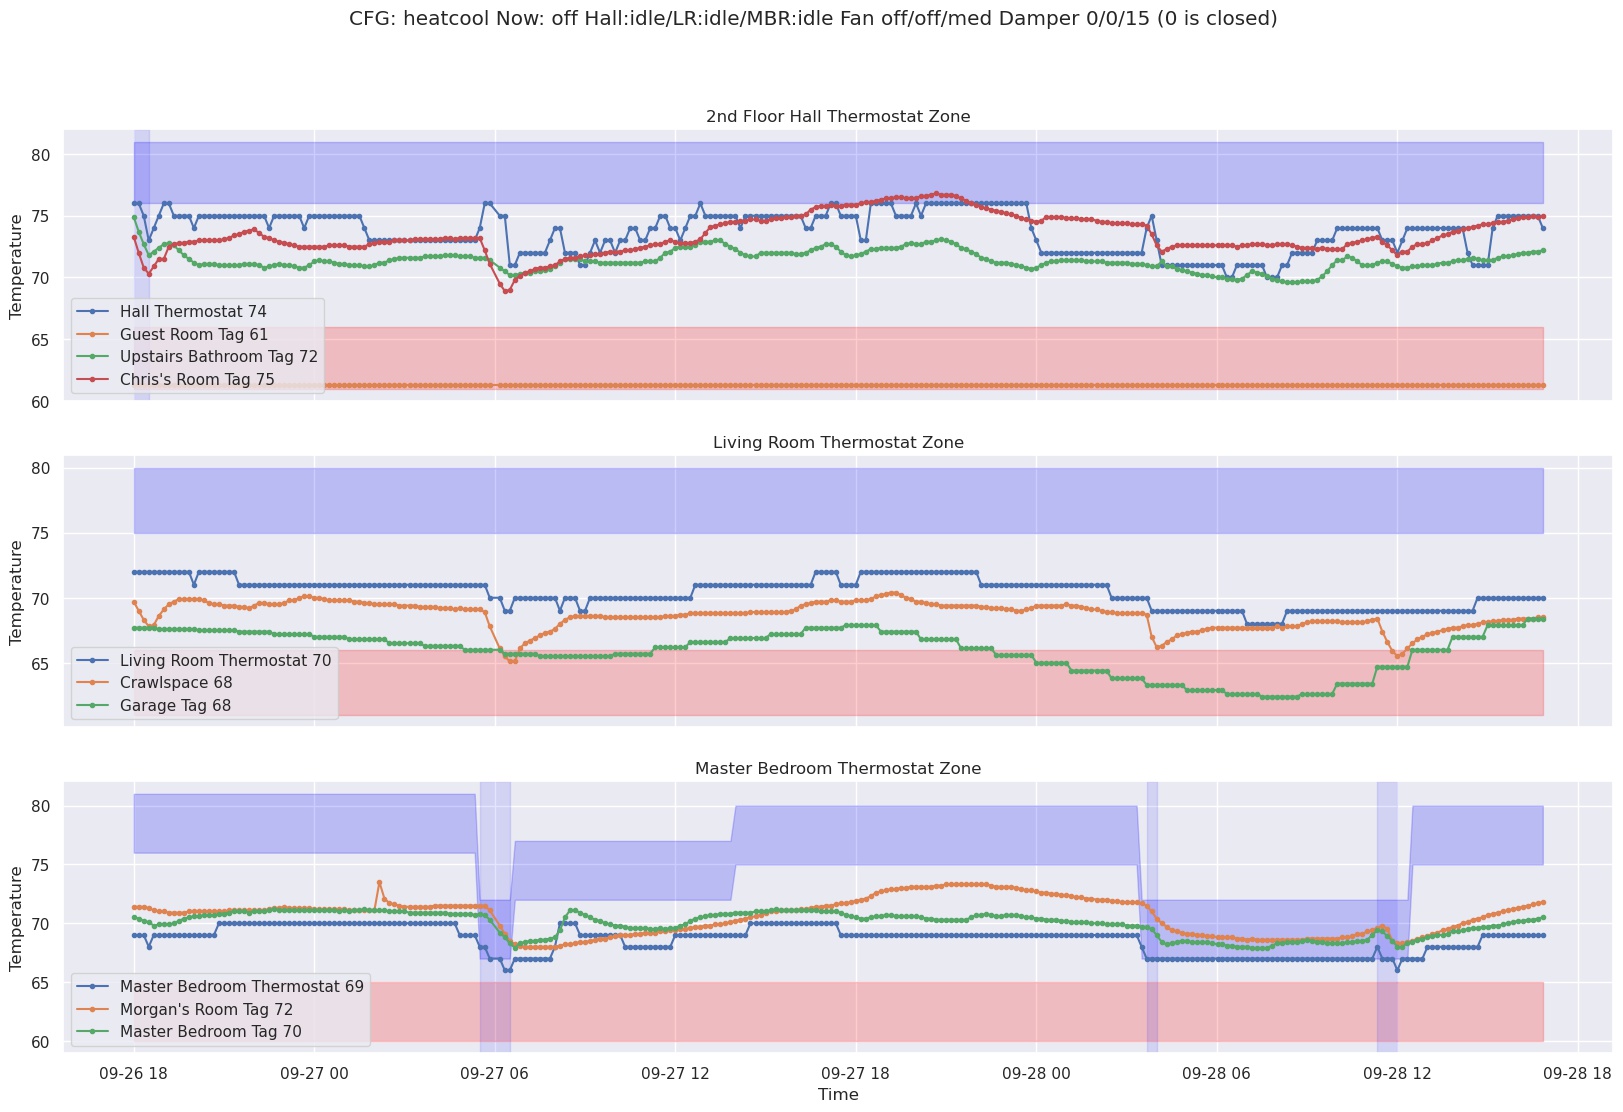 CFG: heatcool Now: off Hall:idle/LR:idle/MBR:idle Fan off/off/med Damper 0/0/15 (0 is closed)
2nd Floor Hall Thermostat Zone
80
75
70
65
60
Temperature
Hall Thermostat 74
Guest Room Tag 61
Upstairs Bathroom Tag 72
Chris's Room Tag 75
Living Room Thermostat Zone
80
75
70
65
Temperature
Living Room Thermostat 70
Crawlspace 68
Garage Tag 68
Master Bedroom Thermostat Zone
80
75
70
65
60
Temperature
Master Bedroom Thermostat 69
Morgan's Room Tag 72
Master Bedroom Tag 70
09-26 18
09-27 00
09-27 06
09-27 12
09-27 18
09-28 00
09-28 06
09-28 12
09-28 18
Time